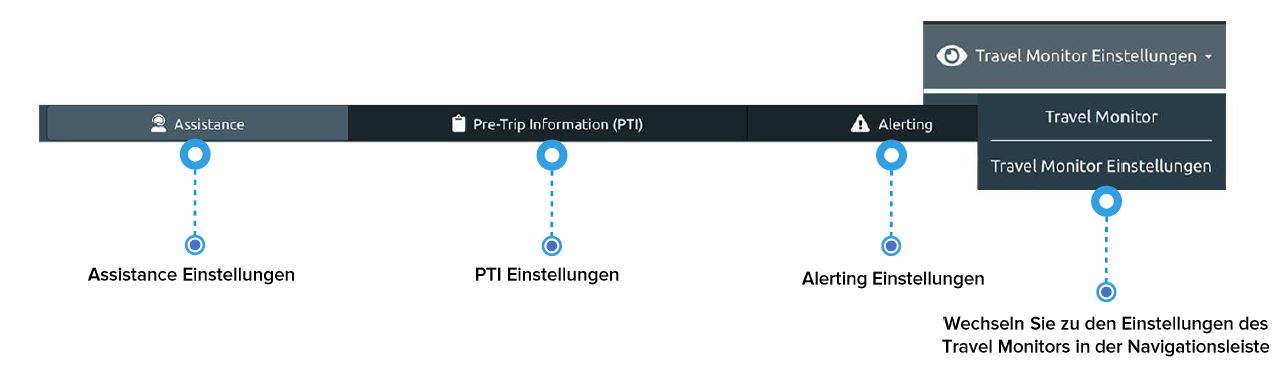 Travel Monitor Einstellungen
Assistance
Pre-Trip Information (PTI)
Alerting
Travel Monitor
Travel Monitor Einstellungen
Assistance Einstellungen
PTI Einstellungen
Alerting Einstellungen
Wechseln Sie zu den Einstellungen des
Travel Monitors in der Navigationsleiste